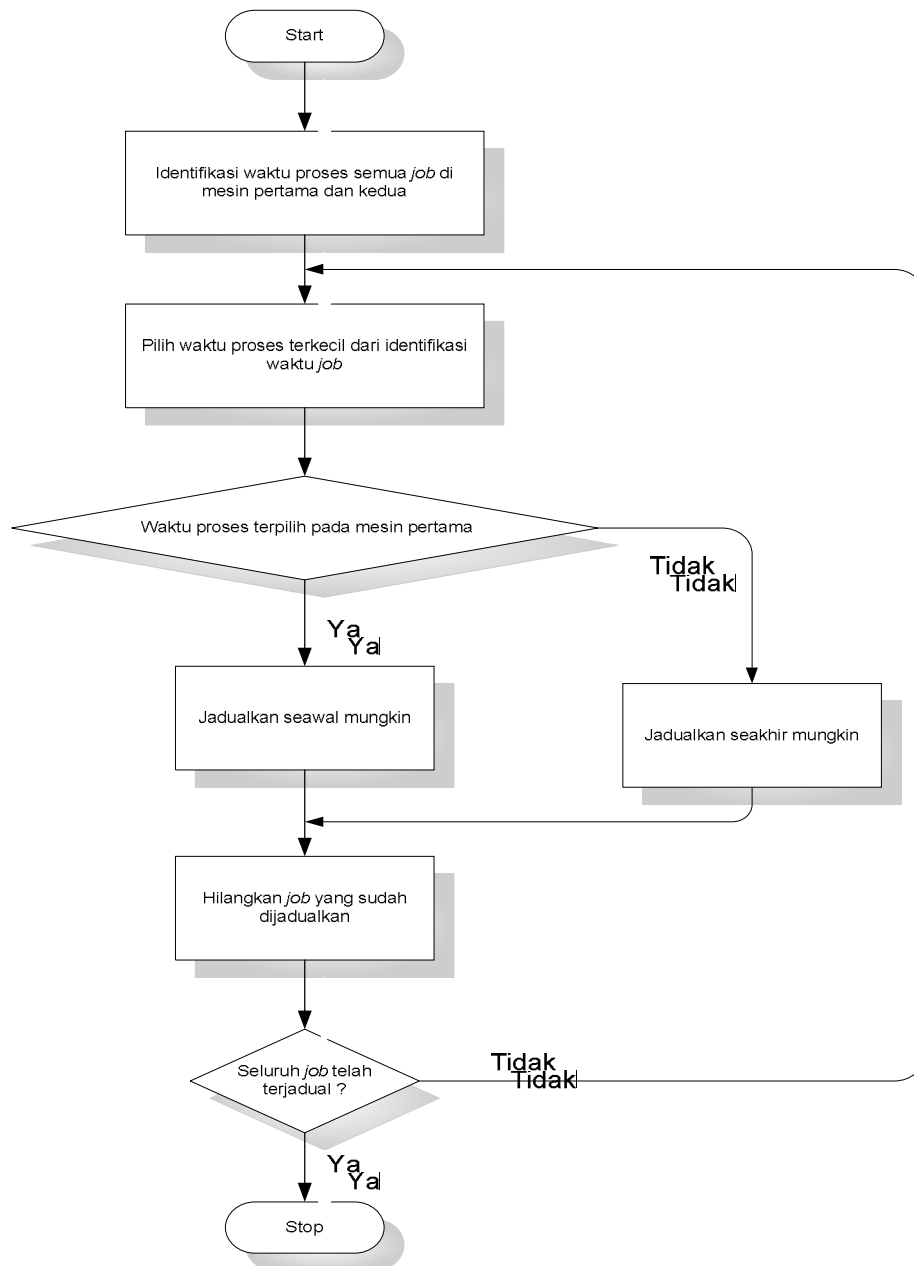 Start
Identifikasi waktu proses semua job di
mesin pertama dan kedua
Pilih waktu proses terkecil dari identifikasi
waktu job
Waktu proses terpilih pada mesin pertama
Tidak
Tidak
Ya
Ya
Jadualkan seawal mungkin
Jadualkan seakhir mungkin
Hilangkan job yang sudah
dijadualkan
Seluruh job telah
terjadual ?
Tidak
Tidak
Ya
Ya
Stop